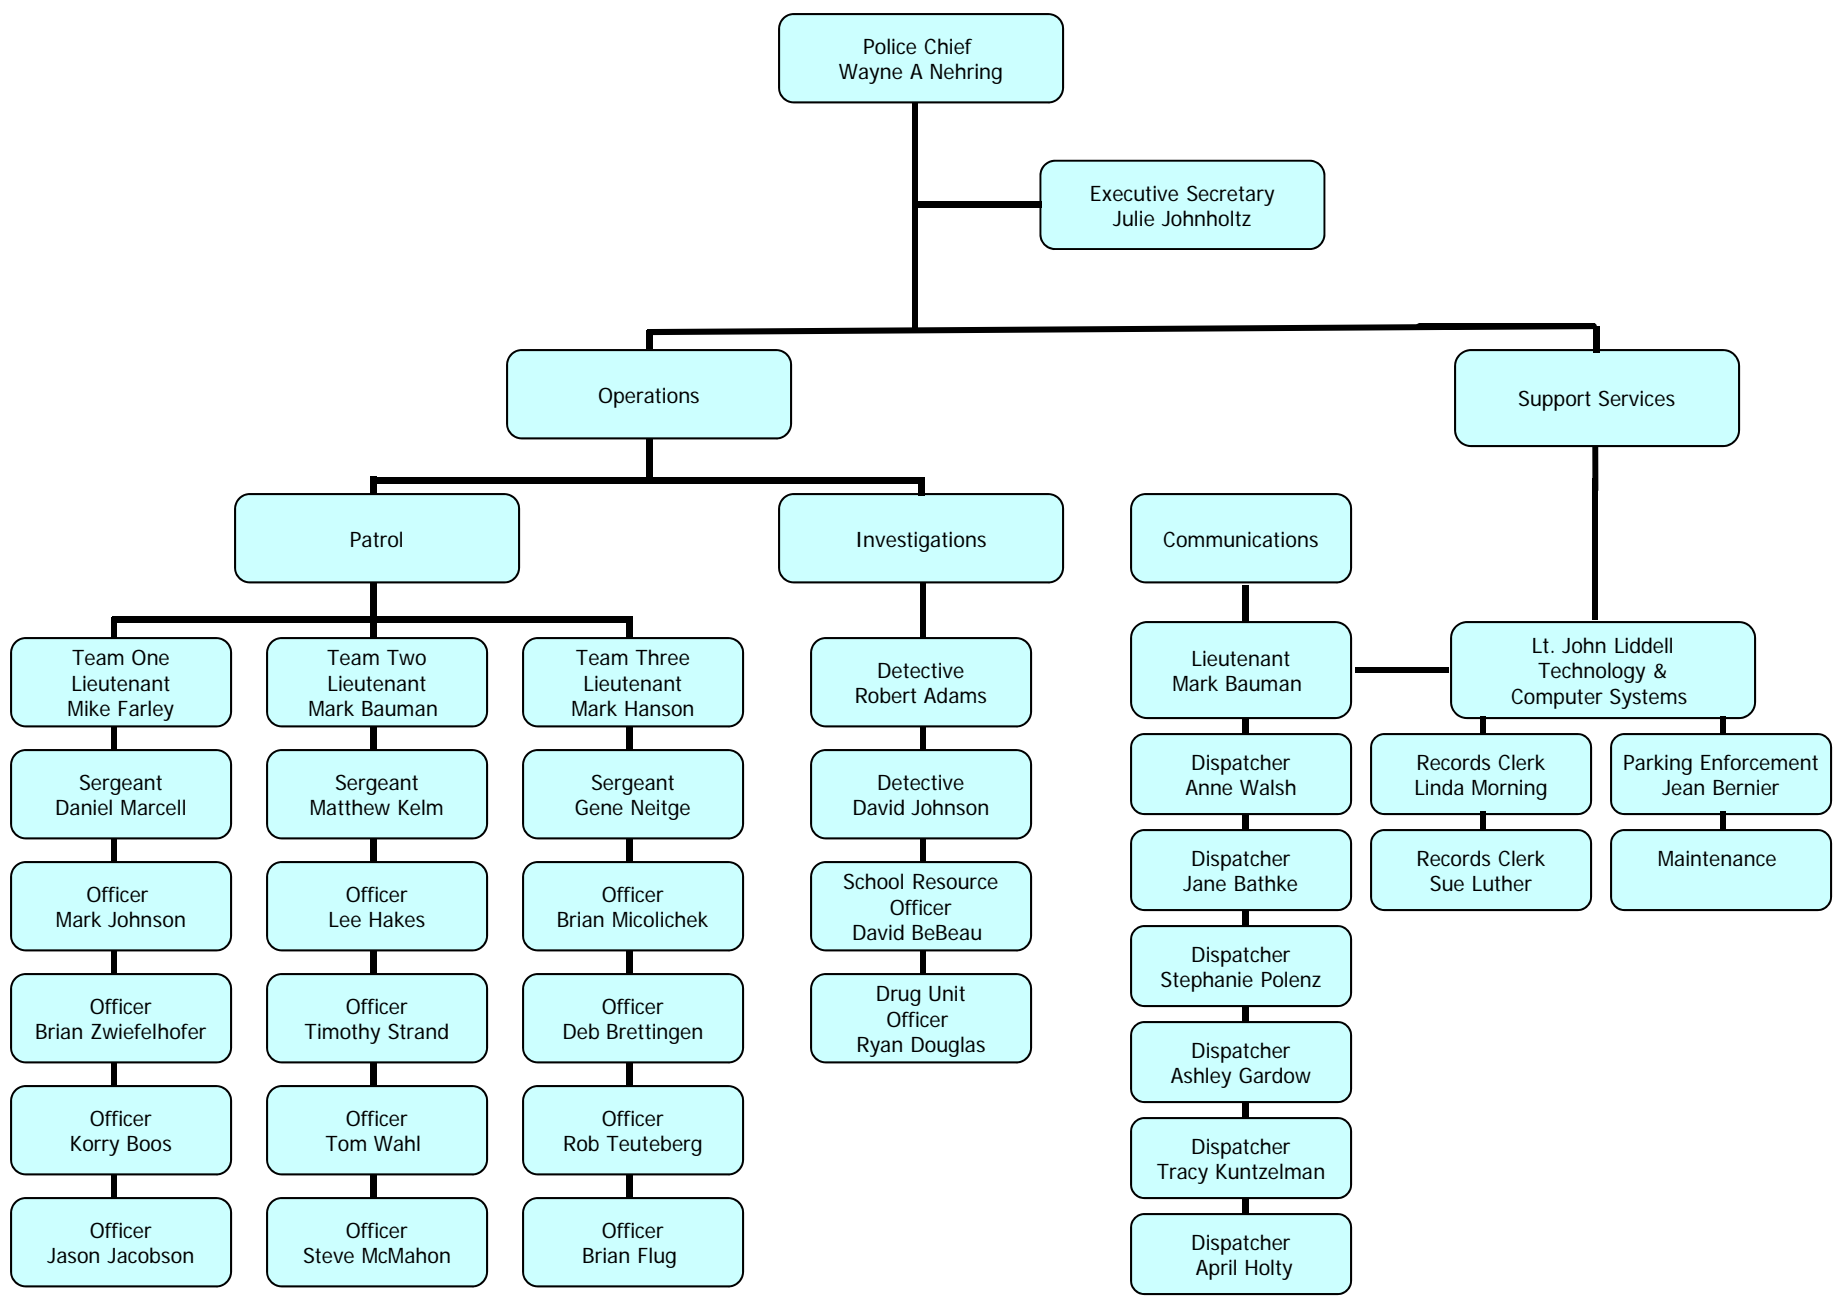 Police Chief
Wayne A Nehring
Executive Secretary
Julie Johnholtz
Operations
Support Services
Patrol
Investigations
Communications
Team One
Lieutenant
Mike Farley
Sergeant
Daniel Marcell
Officer
Mark Johnson
Officer
Brian Zwiefelhofer
Officer
Korry Boos
Officer
Jason Jacobson
Team Two
Lieutenant
Mark Bauman
Sergeant
Matthew Kelm
Officer
Lee Hakes
Officer
Timothy Strand
Officer
Tom Wahl
Officer
Steve McMahon
Team Three
Lieutenant
Mark Hanson
Sergeant
Gene Neitge
Officer
Brian Micolichek
Officer
Deb Brettingen
Officer
Rob Teuteberg
Officer
Brian Flug
Detective
Robert Adams
Detective
David Johnson
School Resource
Officer
David BeBeau
Drug Unit
Officer
Ryan Douglas
Lieutenant
Mark Bauman
Dispatcher
Anne Walsh
Dispatcher
Jane Bathke
Dispatcher
Stephanie Polenz
Dispatcher
Ashley Gardow
Dispatcher
Tracy Kuntzelman
Dispatcher
April Holty
Lt. John Liddell
Technology &
Computer Systems
Records Clerk
Linda Morning
Records Clerk
Sue Luther
Parking Enforcement
Jean Bernier
Maintenance